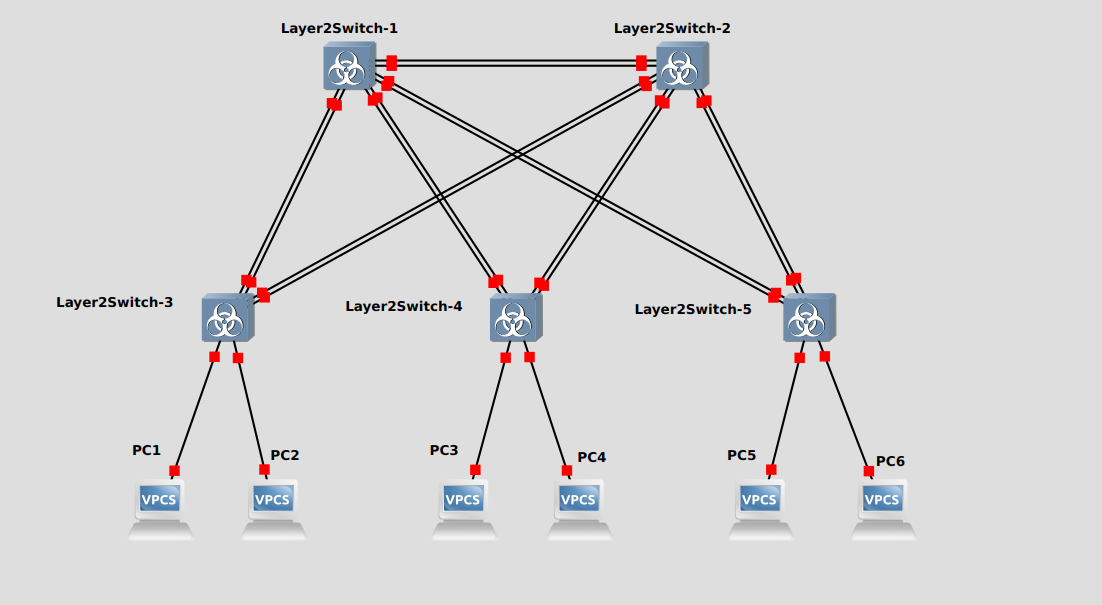 Layer2Switch-1
Layer2Switch-2
Layer2Switch-3
Layer2Switch-4
Layer2Switch-5
PC1
PC2
PC3
PC4
PC5
PC6
VPCS
VPCS
VPCS
VPCS
VPCS
VPCS